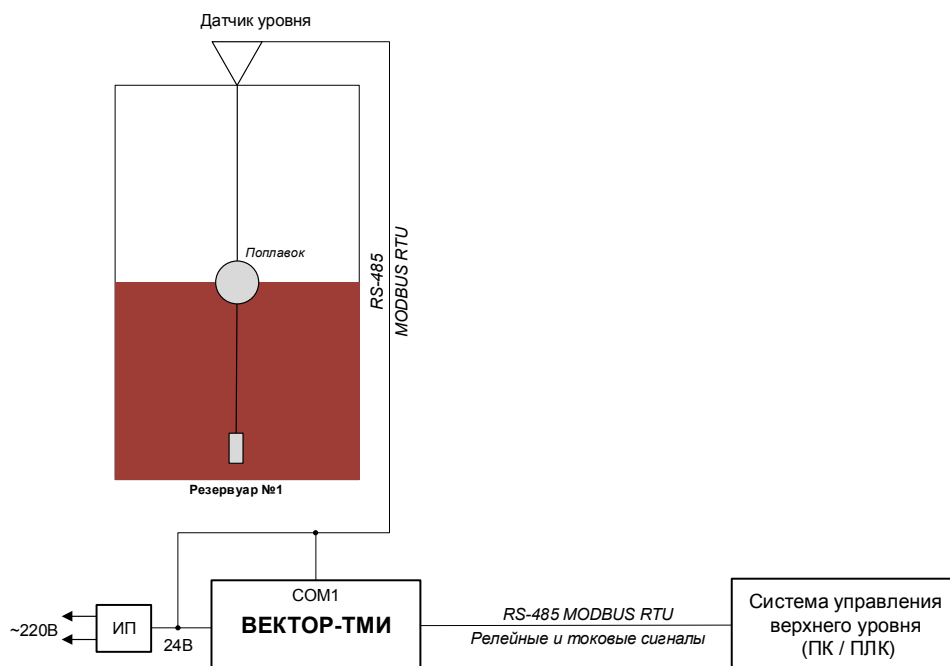 Датчик уровня
Поплавок
RS-485
MODBUS RTU
Резервуар №1
~220В
ИП
24В
COM1
ВЕКТОР-ТМИ
RS-485 MODBUS RTU
Релейные и токовые сигналы
Система управления
верхнего уровня
(ПК / ПЛК)